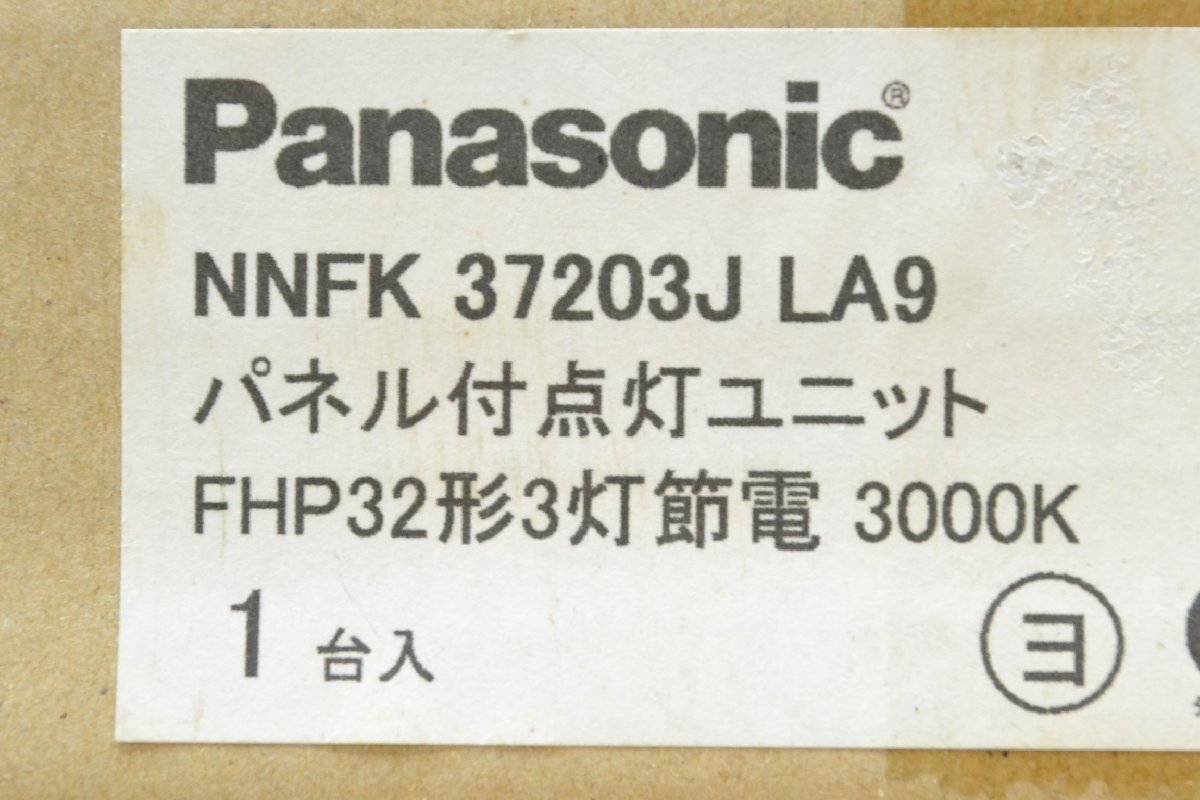 Panasonic®
NNFK 37203J LA9
パネル付点灯ユニット
FHP32形3灯節電 3000K
1 台入
ヨ